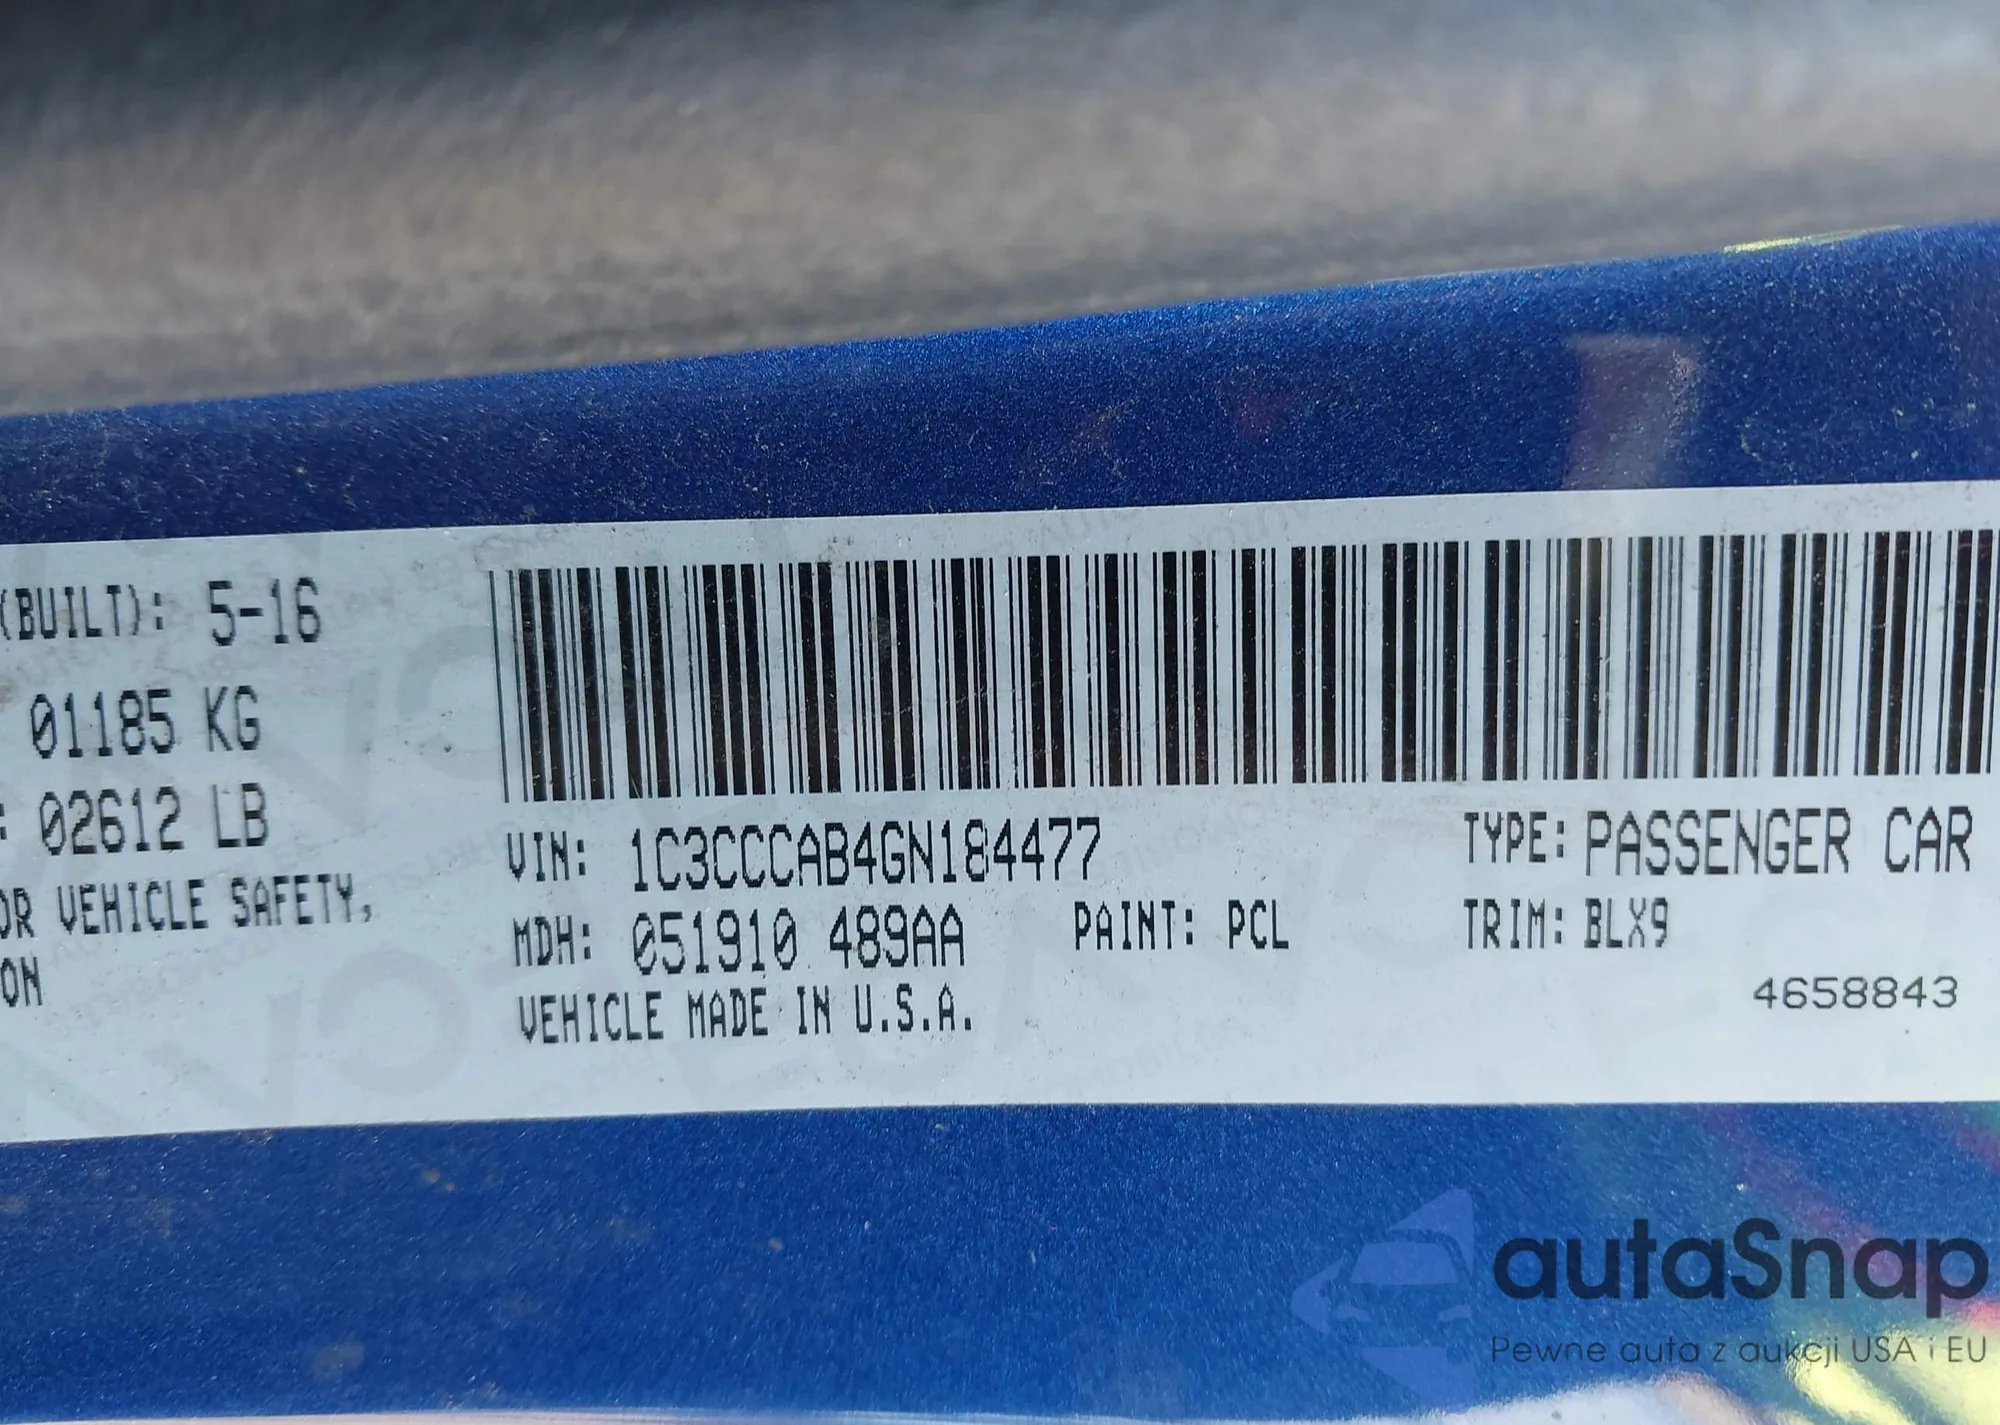 (BUILT): 5-16
01185 KG
: 02612 LB
OR VEHICLE SAFETY,
ON
VIN: 1C3CCCAB4GN184477
TYPE: PASSENGER CAR
MDH: 051910 489AA
PAINT: PCL
TRIM: BLX9
VEHICLE MADE IN U.S.A.
4658843
autaSnap
Pewne auta z aukcji USA i EU